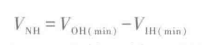 V_NH = V_OH(min) − V_IH(min)